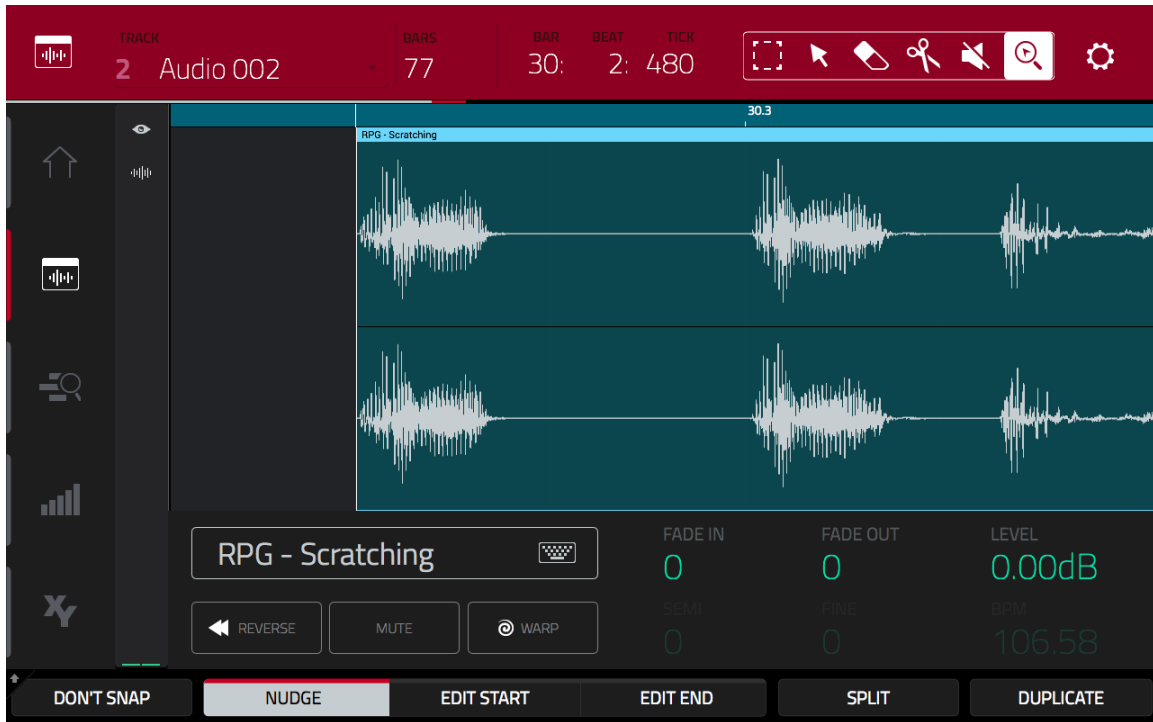 TRACK BARS BAR BEAT TICK
2 Audio 002 77 30: 2: 480
30.3
RPG - Scratching
RPG - Scratching FADE IN FADE OUT LEVEL
0 0 0.00dB
REVERSE MUTE WARP SEMI FINE BPM
0 0 106.58
XY
DON'T SNAP NUDGE EDIT START EDIT END SPLIT DUPLICATE